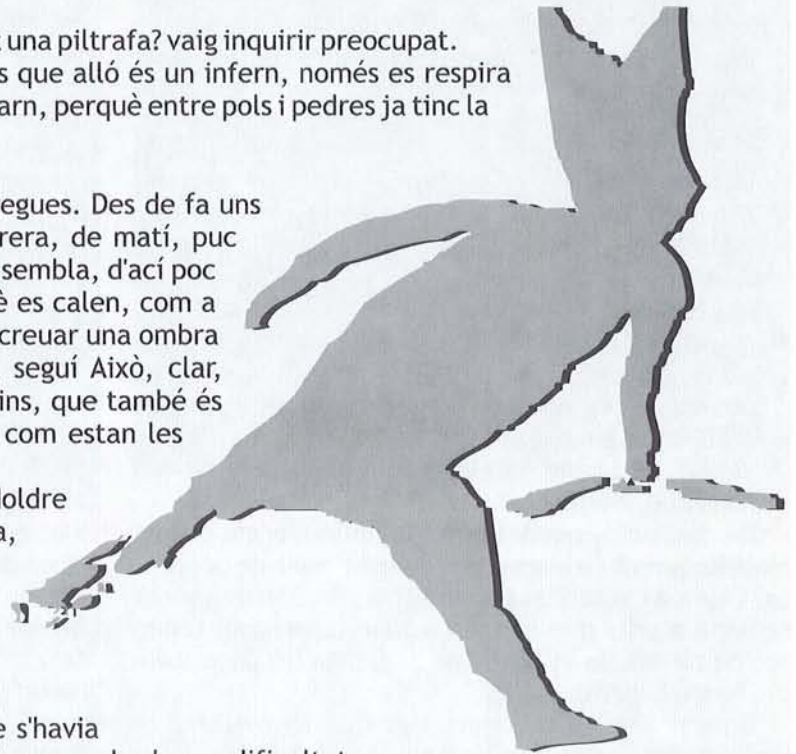 una piltrafa? vaig inquirir preocupat.
s que alló és un infern, només es respira
arn, perquè entre pols i pedres ja tinc la
egues. Des de fa uns
rera, de matí, puc
sembla, d'ací poc
è es calen, com a
creuar una ombra
seguí Això, clar,
ins, que també és
com estan les
doldre
a,
e s'havia